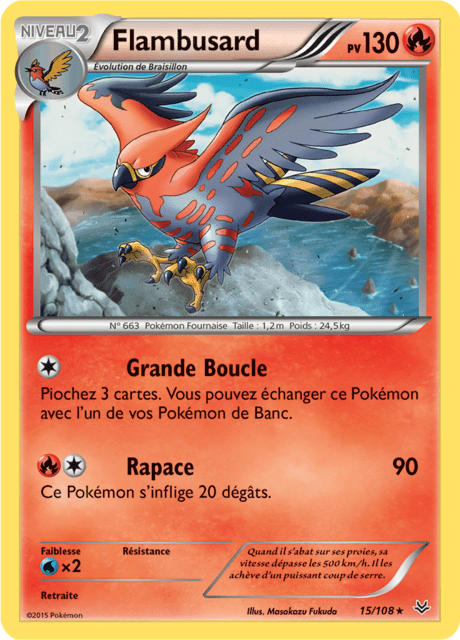 NIVEAU 2
Flambusard
PV 130
Évolution de Braisillon
N° 663 Pokémon Fournaise Taille : 1,2m Poids : 24,5kg
Grande Boucle
Piochez 3 cartes. Vous pouvez échanger ce Pokémon
avec l'un de vos Pokémon de Banc.
Rapace 90
Ce Pokémon s'inflige 20 dégâts.
Faiblesse Résistance
×2
Retraite
Quand il s'abat sur ses proies, sa
vitesse dépasse les 500 km/h. Il les
achève d'un puissant coup de serre.
©2015 Pokémon
Illus. Masakazu Fukuda 15/108 ★